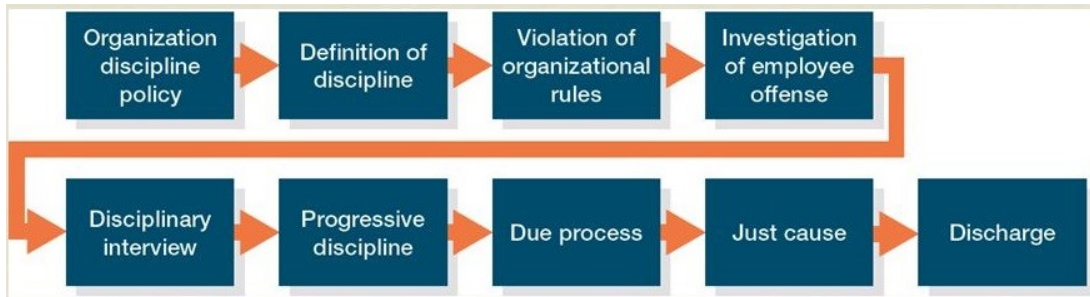 Organization
discipline
policy
Definition of
discipline
Violation of
organizational
rules
Investigation
of employee
offense
Disciplinary
interview
Progressive
discipline
Due process
Just cause
Discharge